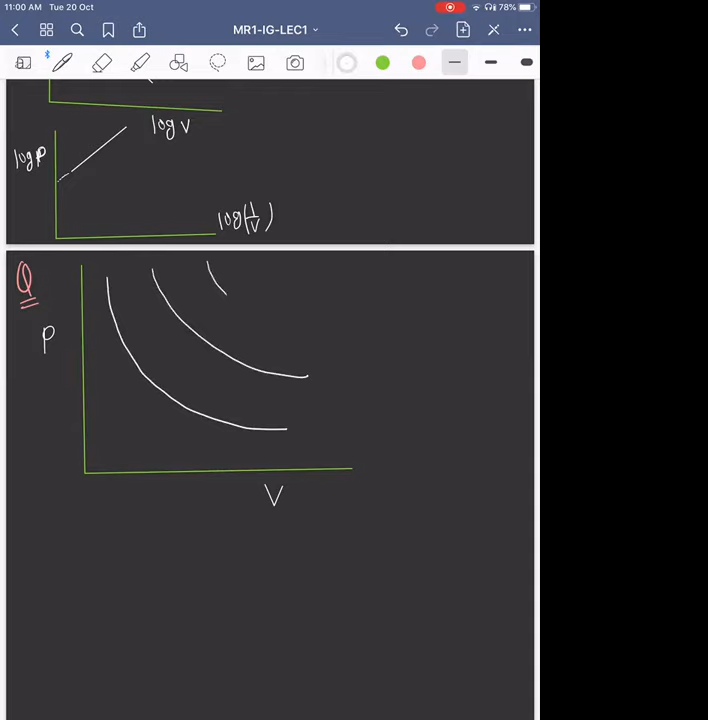 11:00 AM Tue 20 Oct
78%
MR1-IG-LEC1
log V
log P
log(1/V)
Q
P
V